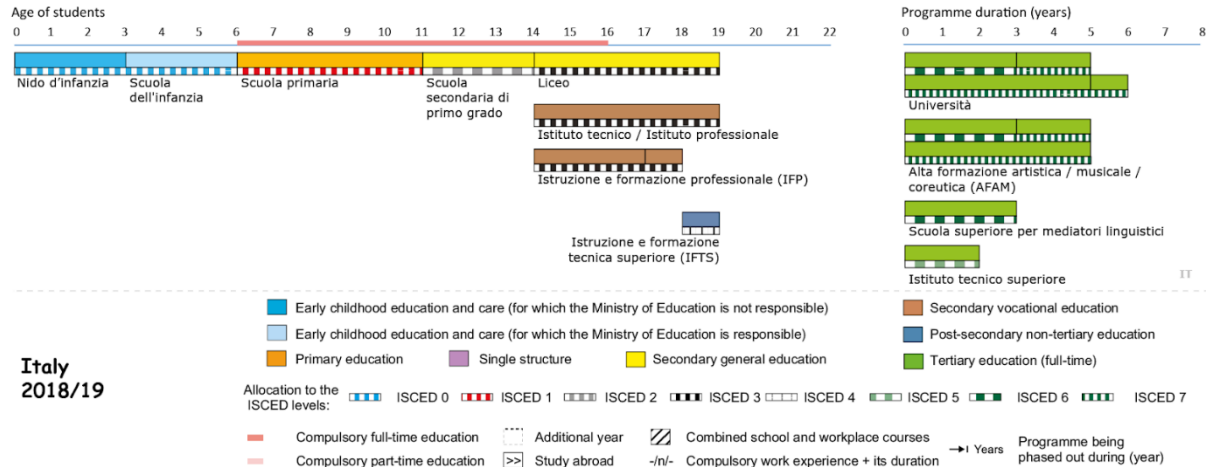 Age of students
Programme duration (years)
0 1 2 3 4 5 6 7 8 9 10 11 12 13 14 15 16 17 18 19 20 21 22
0 1 2 3 4 5 6 7 8
Nido d'infanzia
Scuola
dell'infanzia
Scuola primaria
Scuola
secondaria di
primo grado
Liceo
Istituto tecnico / Istituto professionale
Istruzione e formazione professionale (IFP)
Istruzione e formazione
tecnica superiore (IFTS)
Università
Alta formazione artistica / musicale /
coreutica (AFAM)
Scuola superiore per mediatori linguistici
Istituto tecnico superiore
IT
Early childhood education and care (for which the Ministry of Education is not responsible)
Secondary vocational education
Early childhood education and care (for which the Ministry of Education is responsible)
Post-secondary non-tertiary education
Primary education
Single structure
Secondary general education
Tertiary education (full-time)
Italy
2018/19
Allocation to the
ISCED levels:
ISCED 0
ISCED 1
ISCED 2
ISCED 3
ISCED 4
ISCED 5
ISCED 6
ISCED 7
Compulsory full-time education
Additional year
Combined school and workplace courses
Years
Programme being
phased out during (year)
Compulsory part-time education
>> Study abroad
-/n/- Compulsory work experience + its duration